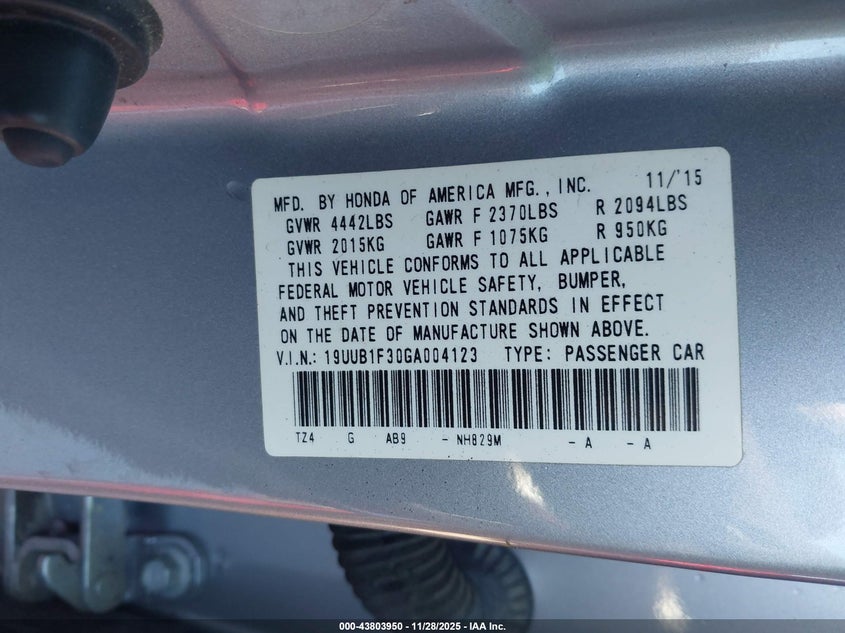 MFD. BY HONDA OF AMERICA MFG., INC. 11/'15
GVWR 4442LBS GAWR F 2370LBS R 2094LBS
GVWR 2015KG GAWR F 1075KG R 950KG
THIS VEHICLE CONFORMS TO ALL APPLICABLE
FEDERAL MOTOR VEHICLE SAFETY, BUMPER,
AND THEFT PREVENTION STANDARDS IN EFFECT
ON THE DATE OF MANUFACTURE SHOWN ABOVE.
V.I.N.: 19UUB1F30GA004123 TYPE: PASSENGER CAR
TZ4 G AB9 - NH829M - A - A
000-43803950 - 11/28/2025 - IAA Inc.